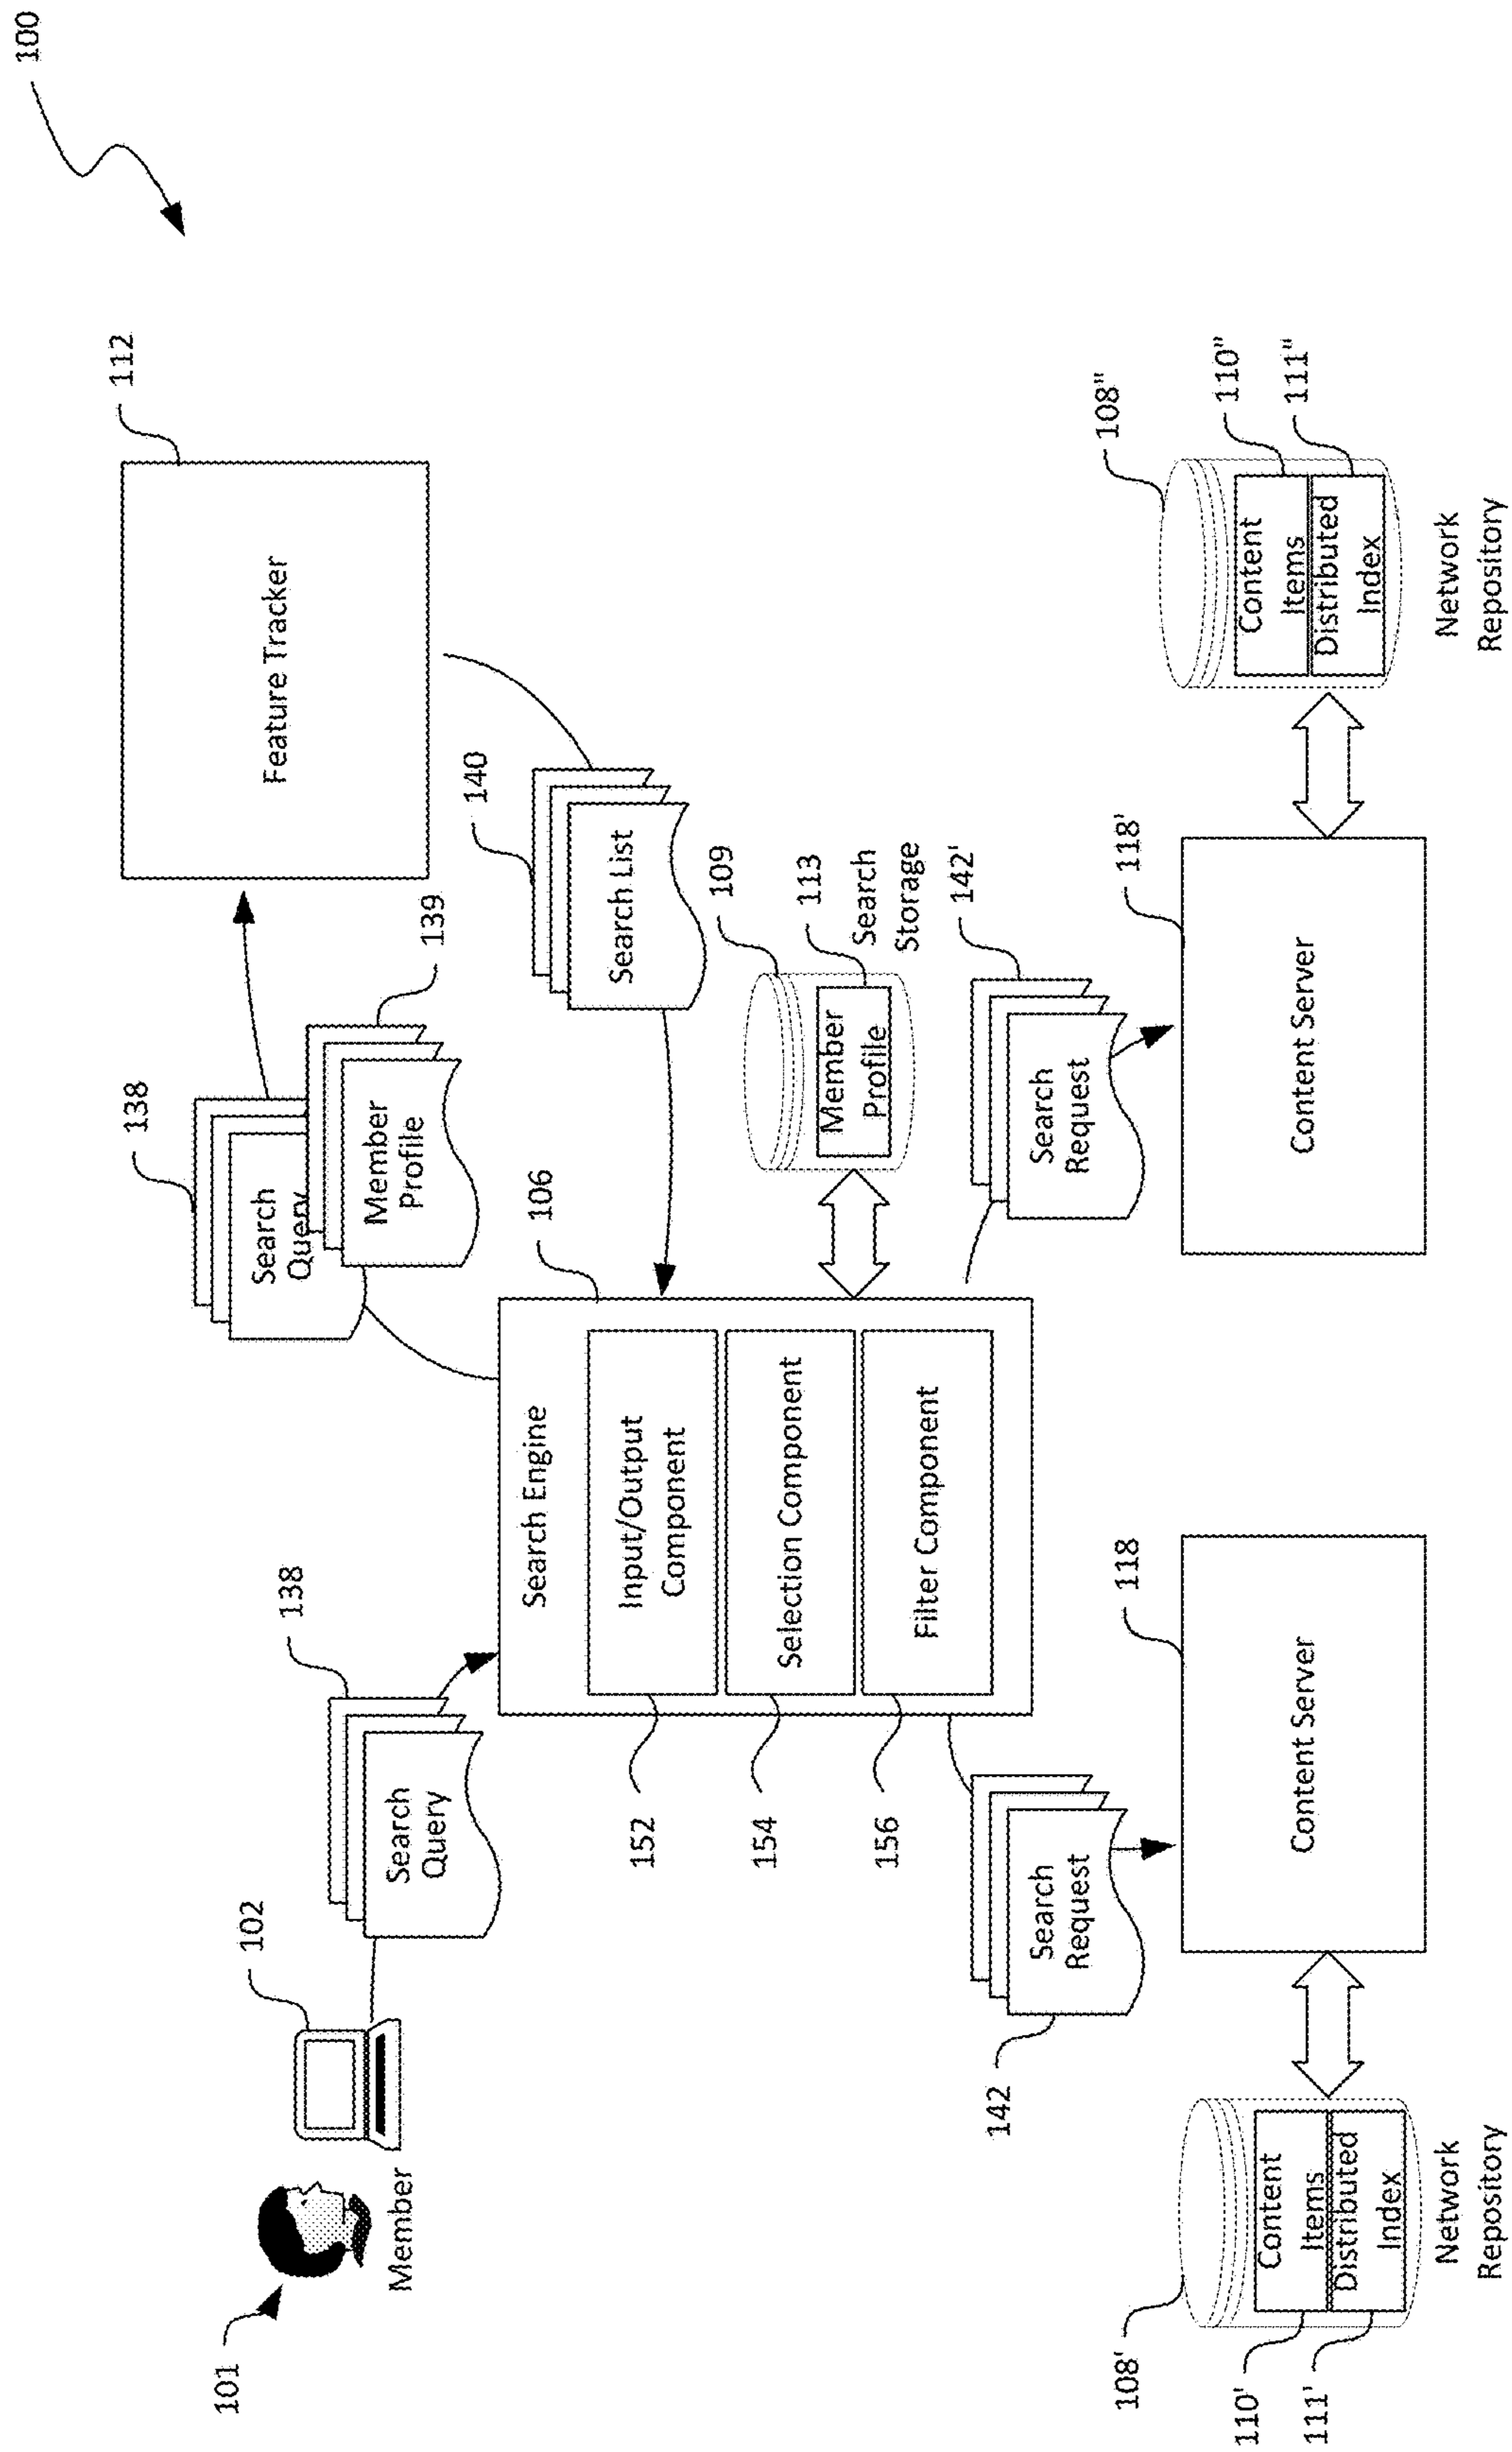 100
112
Feature Tracker
138
Search
Query
139
Member
Profile
140
Search List
138
Search
Query
102
101
Member
106
Search Engine
Input/Output
Component
Selection Component
Filter Component
152
154
156
109
113
Member
Profile
Search
Storage
142
Search
Request
142'
Search
Request
118
Content Server
118'
Content Server
108'
110'
111'
Content
Items
Distributed
Index
Network
Repository
108"
110"
111"
Content
Items
Distributed
Index
Network
Repository